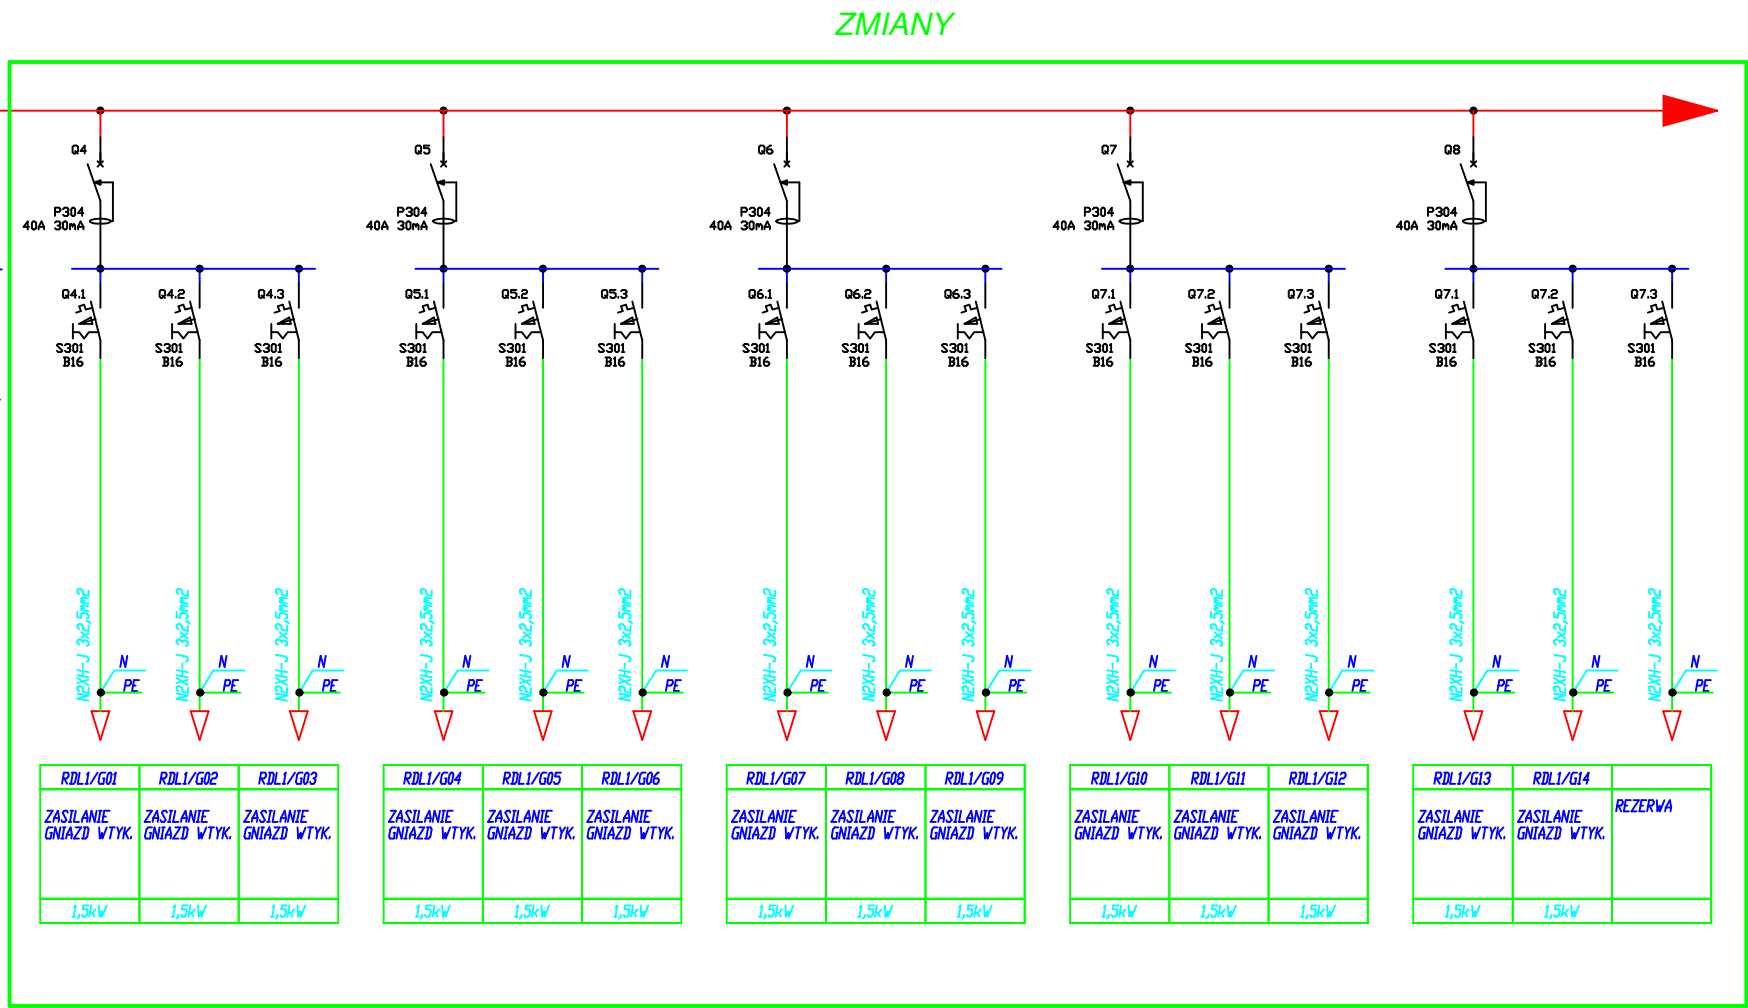 ZMIANY
Q4 Q5 Q6 Q7 Q8
P304 P304 P304 P304 P304
40A 30mA 40A 30mA 40A 30mA 40A 30mA 40A 30mA
Q4.1 Q4.2 Q4.3 Q5.1 Q5.2 Q5.3 Q6.1 Q6.2 Q6.3 Q7.1 Q7.2 Q7.3 Q7.1 Q7.2 Q7.3
S301 S301 S301 S301 S301 S301 S301 S301 S301 S301 S301 S301 S301 S301 S301
B16 B16 B16 B16 B16 B16 B16 B16 B16 B16 B16 B16 B16 B16 B16
N2XH-J 3x2,5mm2 N2XH-J 3x2,5mm2 N2XH-J 3x2,5mm2 N2XH-J 3x2,5mm2 N2XH-J 3x2,5mm2 N2XH-J 3x2,5mm2 N2XH-J 3x2,5mm2 N2XH-J 3x2,5mm2 N2XH-J 3x2,5mm2 N2XH-J 3x2,5mm2 N2XH-J 3x2,5mm2 N2XH-J 3x2,5mm2 N2XH-J 3x2,5mm2 N2XH-J 3x2,5mm2 N2XH-J 3x2,5mm2
N N N N N N N N N N N N N N N
PE PE PE PE PE PE PE PE PE PE PE PE PE PE PE
RDL1/G01 RDL1/G02 RDL1/G03 RDL1/G04 RDL1/G05 RDL1/G06 RDL1/G07 RDL1/G08 RDL1/G09 RDL1/G10 RDL1/G11 RDL1/G12 RDL1/G13 RDL1/G14
ZASILANIE ZASILANIE ZASILANIE ZASILANIE ZASILANIE ZASILANIE ZASILANIE ZASILANIE ZASILANIE ZASILANIE ZASILANIE ZASILANIE ZASILANIE ZASILANIE REZERWA
GNIAZD WTYK. GNIAZD WTYK. GNIAZD WTYK. GNIAZD WTYK. GNIAZD WTYK. GNIAZD WTYK. GNIAZD WTYK. GNIAZD WTYK. GNIAZD WTYK. GNIAZD WTYK. GNIAZD WTYK. GNIAZD WTYK. GNIAZD WTYK. GNIAZD WTYK.
1,5kW 1,5kW 1,5kW 1,5kW 1,5kW 1,5kW 1,5kW 1,5kW 1,5kW 1,5kW 1,5kW 1,5kW 1,5kW 1,5kW